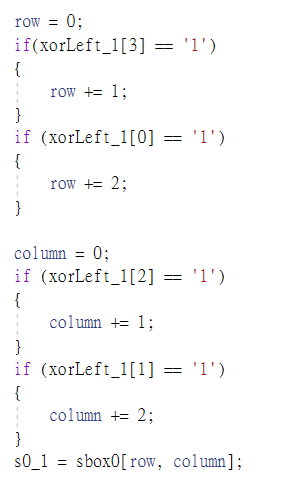 row = 0;
if(xorLeft_1[3] == '1')
{
    row += 1;
}
if (xorLeft_1[0] == '1')
{
    row += 2;
}

column = 0;
if (xorLeft_1[2] == '1')
{
    column += 1;
}
if (xorLeft_1[1] == '1')
{
    column += 2;
}
s0_1 = sbox0[row, column];